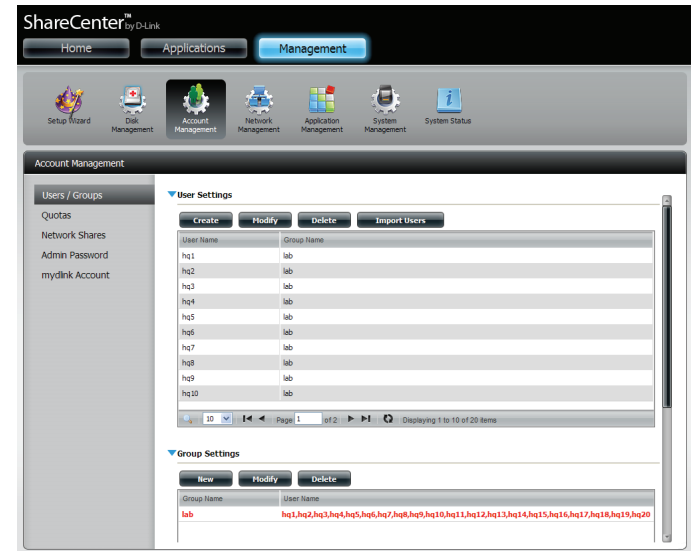 ShareCenter™ by D-Link
Home Applications Management
Setup Wizard Disk Management Account Management Network Management Application Management System Management System Status
Account Management
Users / Groups
Quotas
Network Shares
Admin Password
mydlink Account
User Settings
Create Modify Delete Import Users
User Name Group Name
hq1 lab
hq2 lab
hq3 lab
hq4 lab
hq5 lab
hq6 lab
hq7 lab
hq8 lab
hq9 lab
hq10 lab
10 Page 1 of 2 Displaying 1 to 10 of 20 items
Group Settings
New Modify Delete
Group Name User Name
lab hq1,hq2,hq3,hq4,hq5,hq6,hq7,hq8,hq9,hq10,hq11,hq12,hq13,hq14,hq15,hq16,hq17,hq18,hq19,hq20